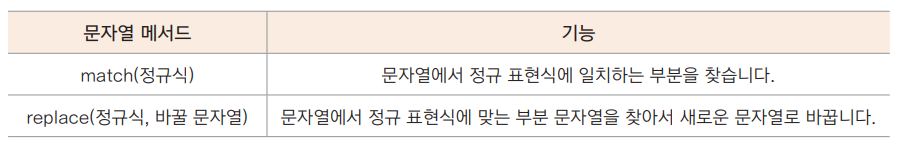 문자열 메서드 기능
match(정규식) 문자열에서 정규 표현식에 일치하는 부분을 찾습니다.
replace(정규식, 바꿀 문자열) 문자열에서 정규 표현식에 맞는 부분 문자열을 찾아서 새로운 문자열로 바꿉니다.